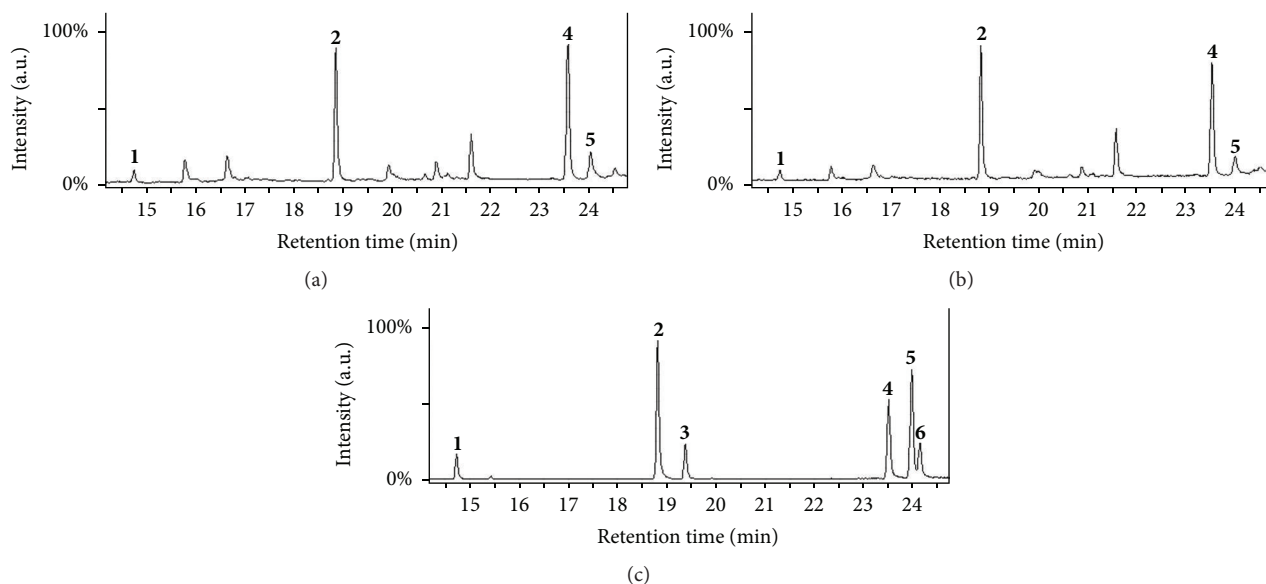 100%
0%
Intensity (a.u.)
1
2
4
5
15 16 17 18 19 20 21 22 23 24
Retention time (min)
(a)
100%
0%
Intensity (a.u.)
1
2
4
5
15 16 17 18 19 20 21 22 23 24
Retention time (min)
(b)
100%
0%
Intensity (a.u.)
1
2
3
4
5
6
15 16 17 18 19 20 21 22 23 24
Retention time (min)
(c)